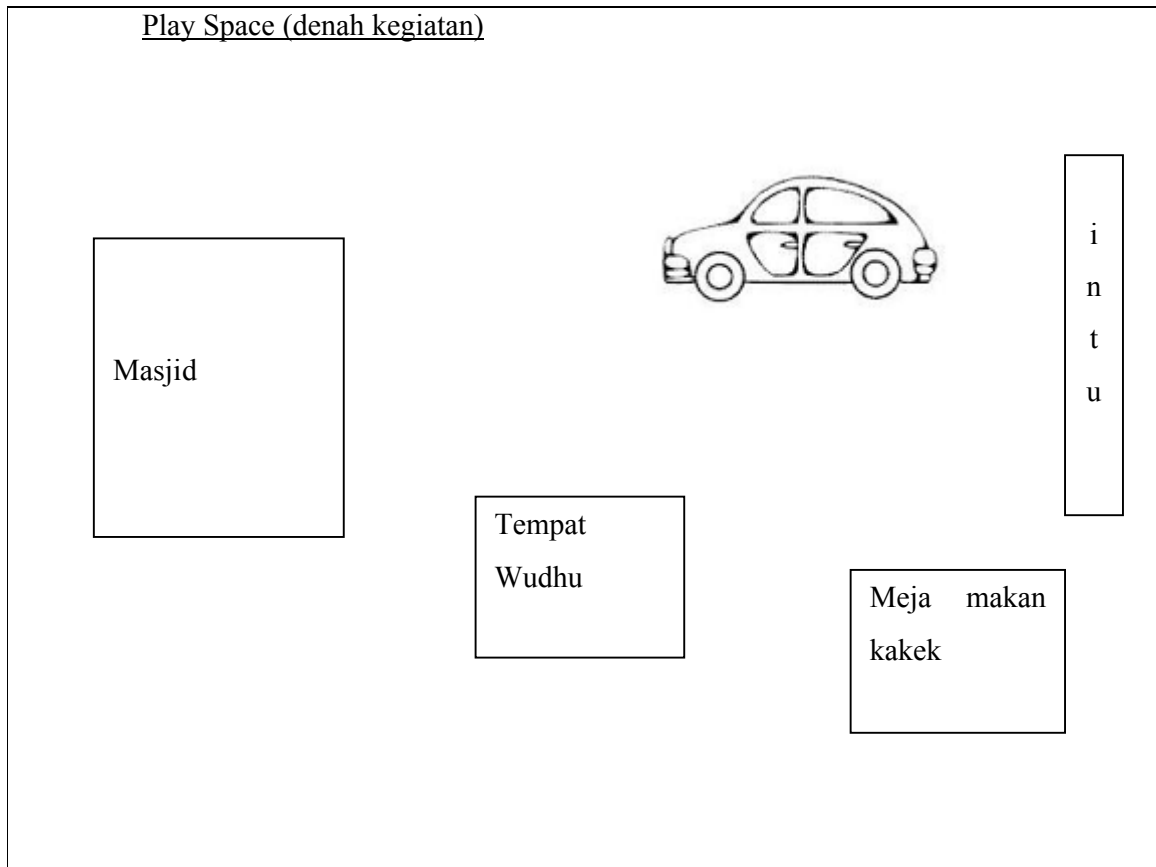 Play Space (denah kegiatan)
i
n
t
u
Masjid
Tempat
Wudhu
Meja makan
kakek